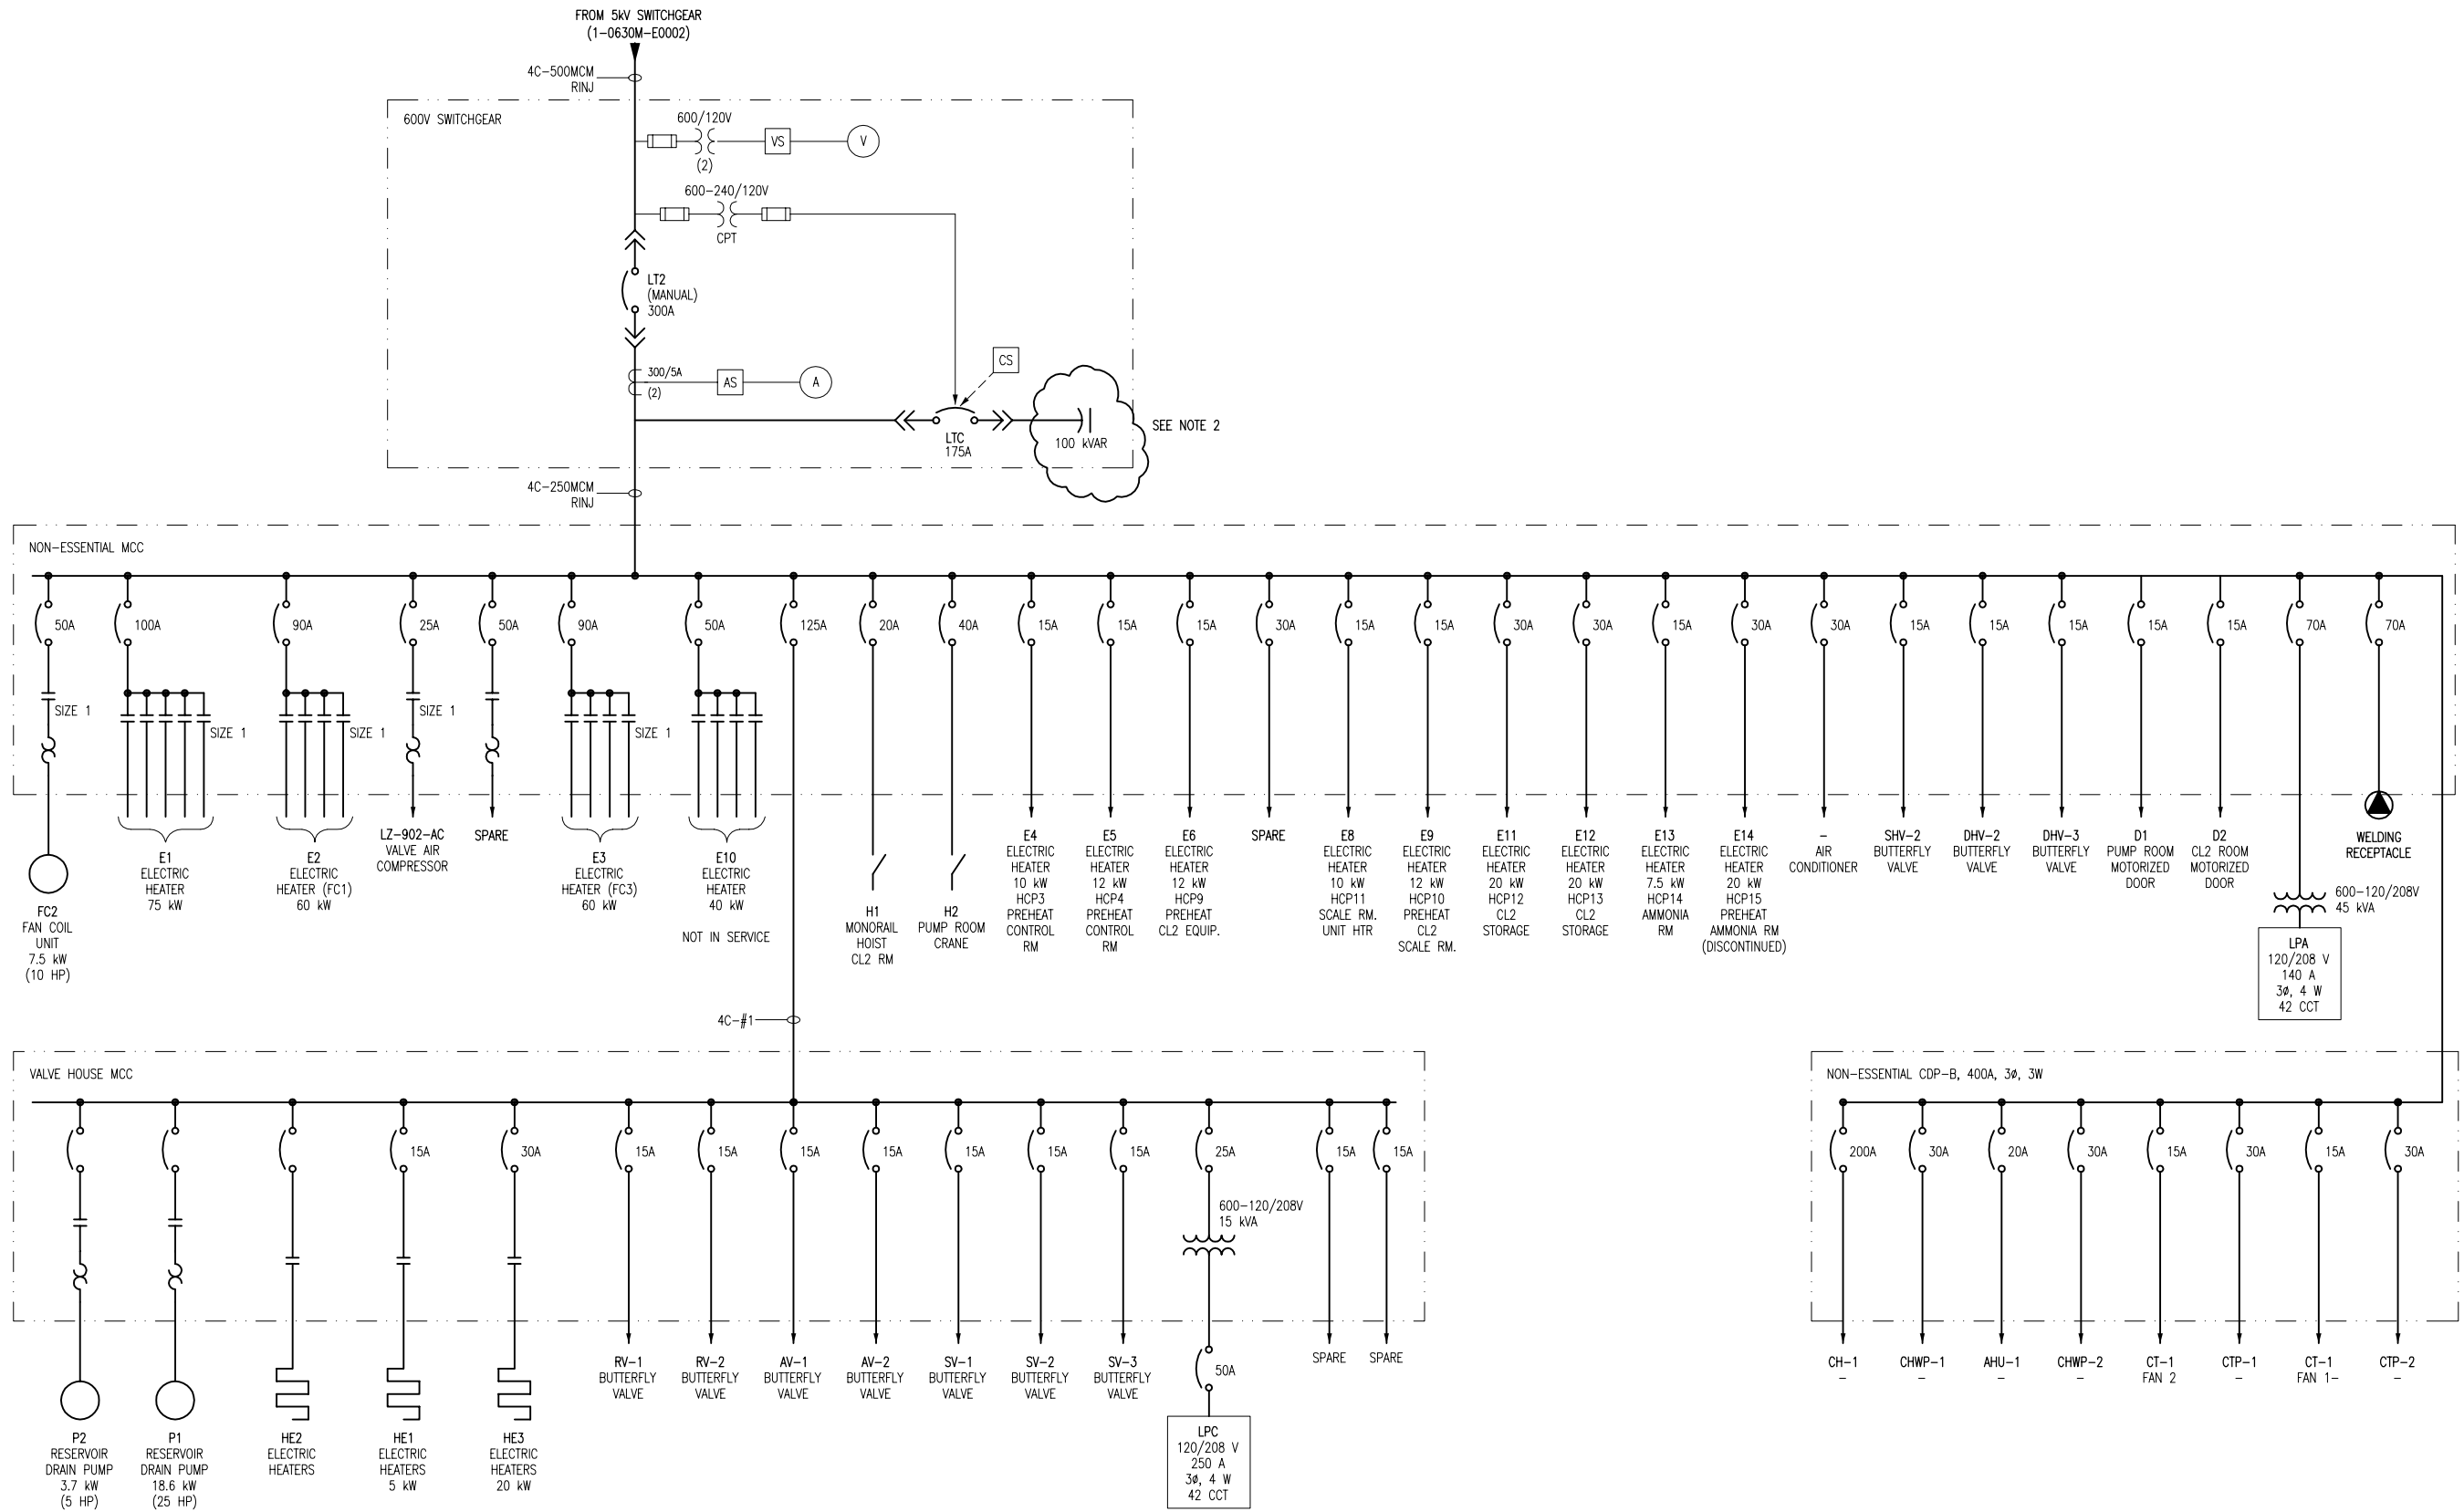 FROM 5kV SWITCHGEAR
(1-0630M-E0002)
4C-500MCM
RINJ
600V SWITCHGEAR
600/120V
(2)
VS
V
600-240/120V
CPT
LT2
(MANUAL)
300A
300/5A
(2)
AS
A
CS
LTC
175A
100 kVAR
SEE NOTE 2
4C-250MCM
RINJ
NON-ESSENTIAL MCC
50A
100A
90A
25A
50A
90A
50A
125A
20A
40A
15A
15A
15A
30A
15A
15A
30A
30A
15A
30A
30A
15A
15A
15A
15A
15A
70A
70A
SIZE 1
SIZE 1
SIZE 1
SIZE 1
SIZE 1
FC2
FAN COIL
UNIT
7.5 kW
(10 HP)
E1
ELECTRIC
HEATER
75 kW
E2
ELECTRIC
HEATER (FC1)
60 kW
LZ-902-AC
VALVE AIR
COMPRESSOR
SPARE
E3
ELECTRIC
HEATER (FC3)
60 kW
E10
ELECTRIC
HEATER
40 kW
NOT IN SERVICE
H1
MONORAIL
HOIST
CL2 RM
H2
PUMP ROOM
CRANE
E4
ELECTRIC
HEATER
10 kW
HCP3
PREHEAT
CONTROL
RM
E5
ELECTRIC
HEATER
12 kW
HCP4
PREHEAT
CONTROL
RM
E6
ELECTRIC
HEATER
12 kW
HCP9
PREHEAT
CL2 EQUIP.
SPARE
E8
ELECTRIC
HEATER
10 kW
HCP11
SCALE RM.
UNIT HTR
E9
ELECTRIC
HEATER
12 kW
HCP10
PREHEAT
CL2
SCALE RM.
E11
ELECTRIC
HEATER
20 kW
HCP12
CL2
STORAGE
E12
ELECTRIC
HEATER
20 kW
HCP13
CL2
STORAGE
E13
ELECTRIC
HEATER
7.5 kW
HCP14
AMMONIA
RM
E14
ELECTRIC
HEATER
20 kW
HCP15
PREHEAT
AMMONIA RM
(DISCONTINUED)
-
AIR
CONDITIONER
SHV-2
BUTTERFLY
VALVE
DHV-2
BUTTERFLY
VALVE
DHV-3
BUTTERFLY
VALVE
D1
PUMP ROOM
MOTORIZED
DOOR
D2
CL2 ROOM
MOTORIZED
DOOR
600-120/208V
45 kVA
LPA
120/208 V
140 A
3ø, 4 W
42 CCT
WELDING
RECEPTACLE
4C-#1
VALVE HOUSE MCC
15A
30A
15A
15A
15A
15A
15A
15A
15A
25A
15A
15A
600-120/208V
15 kVA
50A
P2
RESERVOIR
DRAIN PUMP
3.7 kW
(5 HP)
P1
RESERVOIR
DRAIN PUMP
18.6 kW
(25 HP)
HE2
ELECTRIC
HEATERS
HE1
ELECTRIC
HEATERS
5 kW
HE3
ELECTRIC
HEATERS
20 kW
RV-1
BUTTERFLY
VALVE
RV-2
BUTTERFLY
VALVE
AV-1
BUTTERFLY
VALVE
AV-2
BUTTERFLY
VALVE
SV-1
BUTTERFLY
VALVE
SV-2
BUTTERFLY
VALVE
SV-3
BUTTERFLY
VALVE
LPC
120/208 V
250 A
3ø, 4 W
42 CCT
SPARE
SPARE
NON-ESSENTIAL CDP-B, 400A, 3ø, 3W
200A
30A
20A
30A
15A
30A
15A
30A
CH-1
-
CHWP-1
-
AHU-1
-
CHWP-2
-
CT-1
FAN 2
CTP-1
-
CT-1
FAN 1-
CTP-2
-